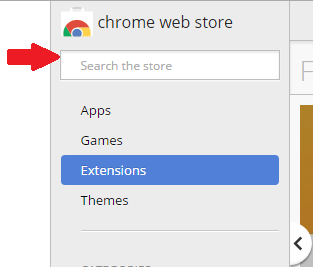 chrome web store
Search the store
Apps
Games
Extensions
Themes